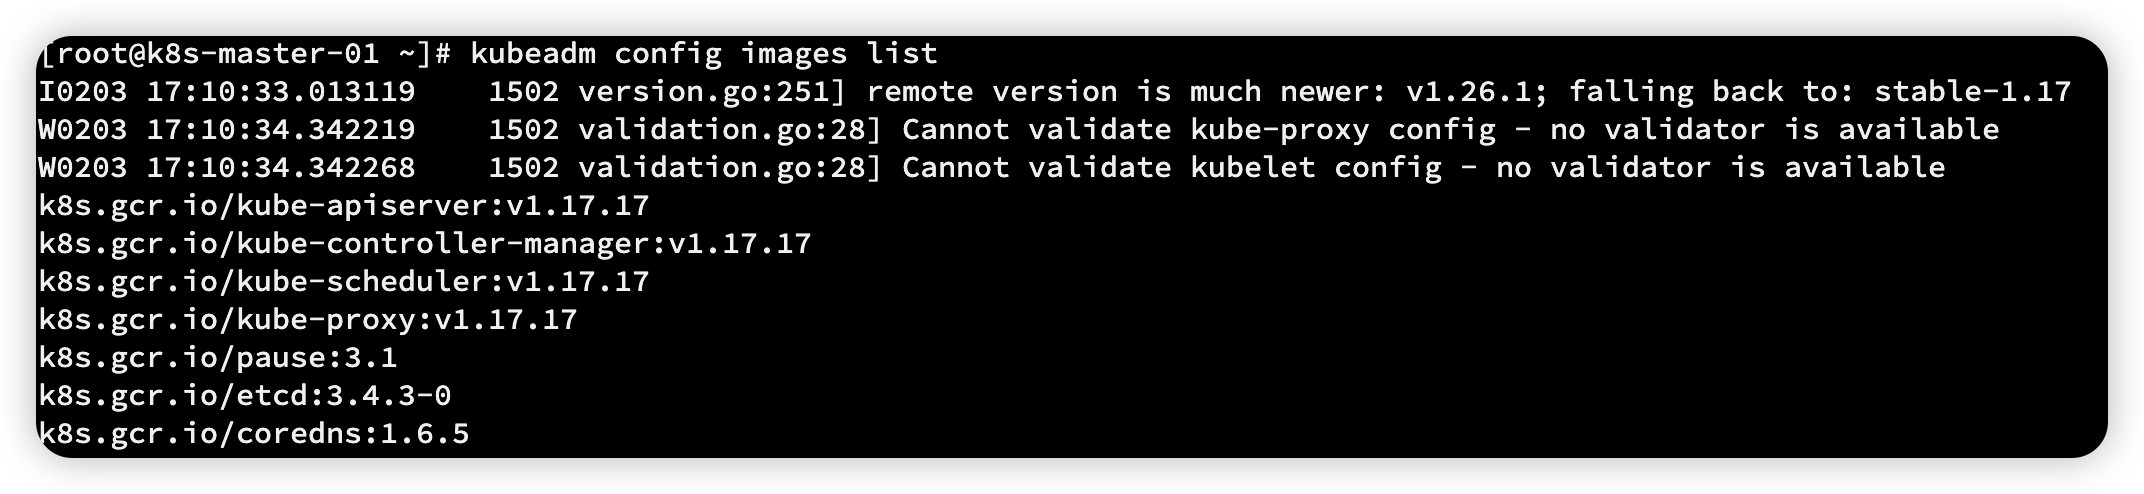 [root@k8s-master-01 ~]# kubeadm config images list
I0203 17:10:33.013119    1502 version.go:251] remote version is much newer: v1.26.1; falling back to: stable-1.17
W0203 17:10:34.342219    1502 validation.go:28] Cannot validate kube-proxy config - no validator is available
W0203 17:10:34.342268    1502 validation.go:28] Cannot validate kubelet config - no validator is available
k8s.gcr.io/kube-apiserver:v1.17.17
k8s.gcr.io/kube-controller-manager:v1.17.17
k8s.gcr.io/kube-scheduler:v1.17.17
k8s.gcr.io/kube-proxy:v1.17.17
k8s.gcr.io/pause:3.1
k8s.gcr.io/etcd:3.4.3-0
k8s.gcr.io/coredns:1.6.5